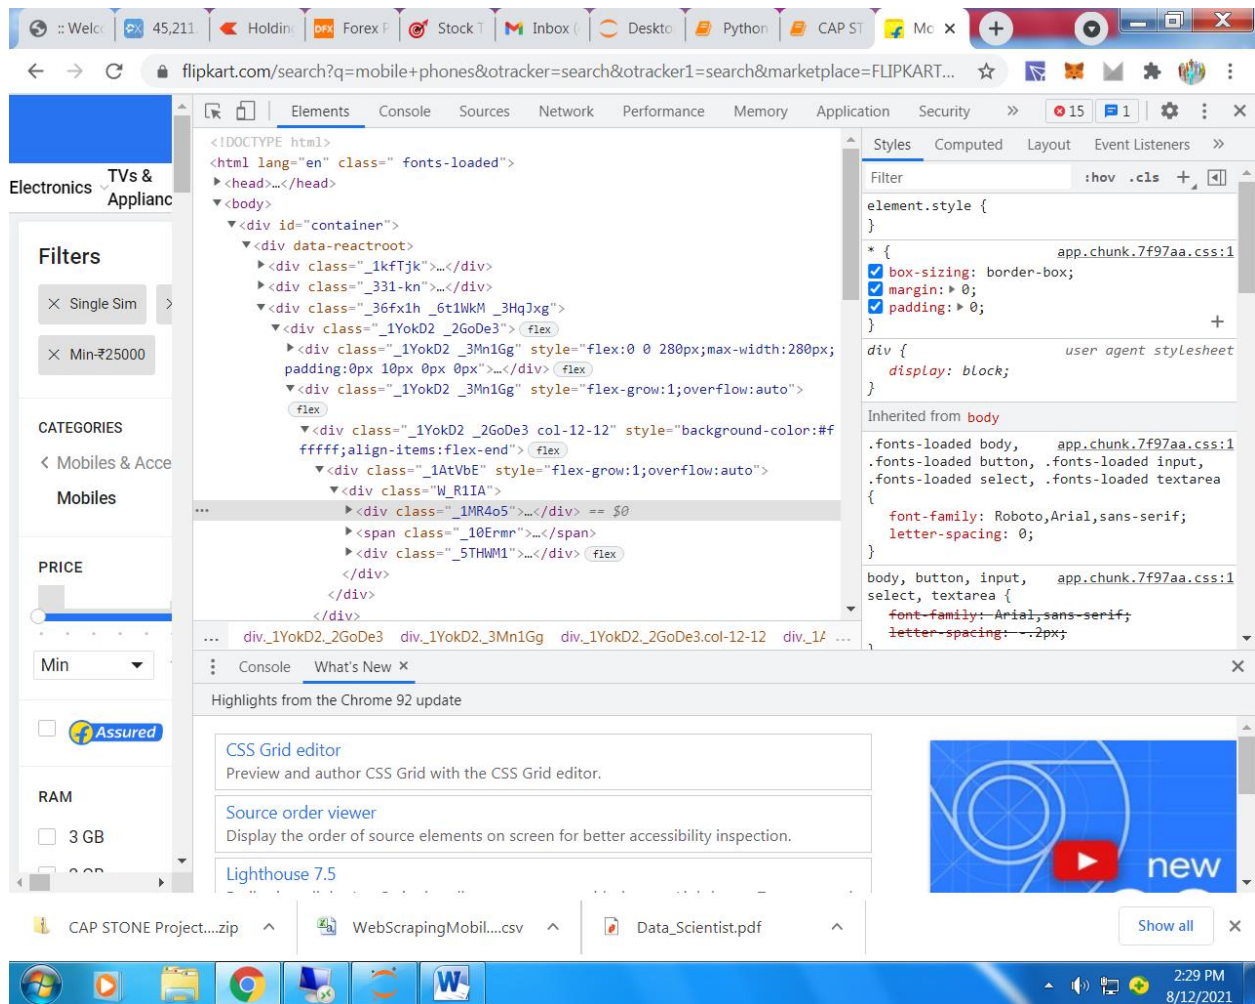 :: Welc
45,211.
Holdin
DFX
Forex P
Stock T
Inbox (
Deskto
Python
CAP ST
Mo
flipkart.com/search?q=mobile+phones&otracker=search&otracker1=search&marketplace=FLIPKART...
Electronics
TVs &
Applianc
Filters
Single Sim
Min-₹25000
CATEGORIES
Mobiles & Acce
Mobiles
PRICE
Min
Assured
RAM
3 GB
Elements Console Sources Network Performance Memory Application Security » 15 1
<!DOCTYPE html>
<html lang="en" class=" fonts-loaded">
<head>…</head>
<body>
<div id="container">
<div data-reactroot>
<div class="_1kfTjk">…</div>
<div class="_331-kn">…</div>
<div class="_36fx1h _6t1WkM _3HqJxg">
<div class="_1YokD2 _2GoDe3"> flex
<div class="_1YokD2 _3Mn1Gg" style="flex:0 0 280px;max-width:280px;
padding:0px 10px 0px 0px">…</div> flex
<div class="_1YokD2 _3Mn1Gg" style="flex-grow:1;overflow:auto">
flex
<div class="_1YokD2 _2GoDe3 col-12-12" style="background-color:#f
fffff;align-items:flex-end"> flex
<div class="_1AtVbE" style="flex-grow:1;overflow:auto">
<div class="W_R1IA">
… <div class="_1MR4o5">…</div> == $0
<span class="_10Ermr">…</span>
<div class="_5THWM1">…</div> flex
</div>
</div>
</div>
... div._1YokD2._2GoDe3 div._1YokD2._3Mn1Gg div._1YokD2._2GoDe3.col-12-12 div._1A ...
Styles Computed Layout Event Listeners »
Filter :hov .cls +
element.style {
}
* { app.chunk.7f97aa.css:1
box-sizing: border-box;
margin: 0;
padding: 0;
}
div { user agent stylesheet
display: block;
}
Inherited from body
.fonts-loaded body, app.chunk.7f97aa.css:1
.fonts-loaded button, .fonts-loaded input,
.fonts-loaded select, .fonts-loaded textarea
{
font-family: Roboto,Arial,sans-serif;
letter-spacing: 0;
}
body, button, input, app.chunk.7f97aa.css:1
select, textarea {
font-family: Arial,sans-serif;
letter-spacing: -.2px;
Console What's New
Highlights from the Chrome 92 update
CSS Grid editor
Preview and author CSS Grid with the CSS Grid editor.
Source order viewer
Display the order of source elements on screen for better accessibility inspection.
Lighthouse 7.5
new
CAP STONE Project....zip
WebScrapingMobil....csv
Data_Scientist.pdf
Show all
2:29 PM
8/12/2021